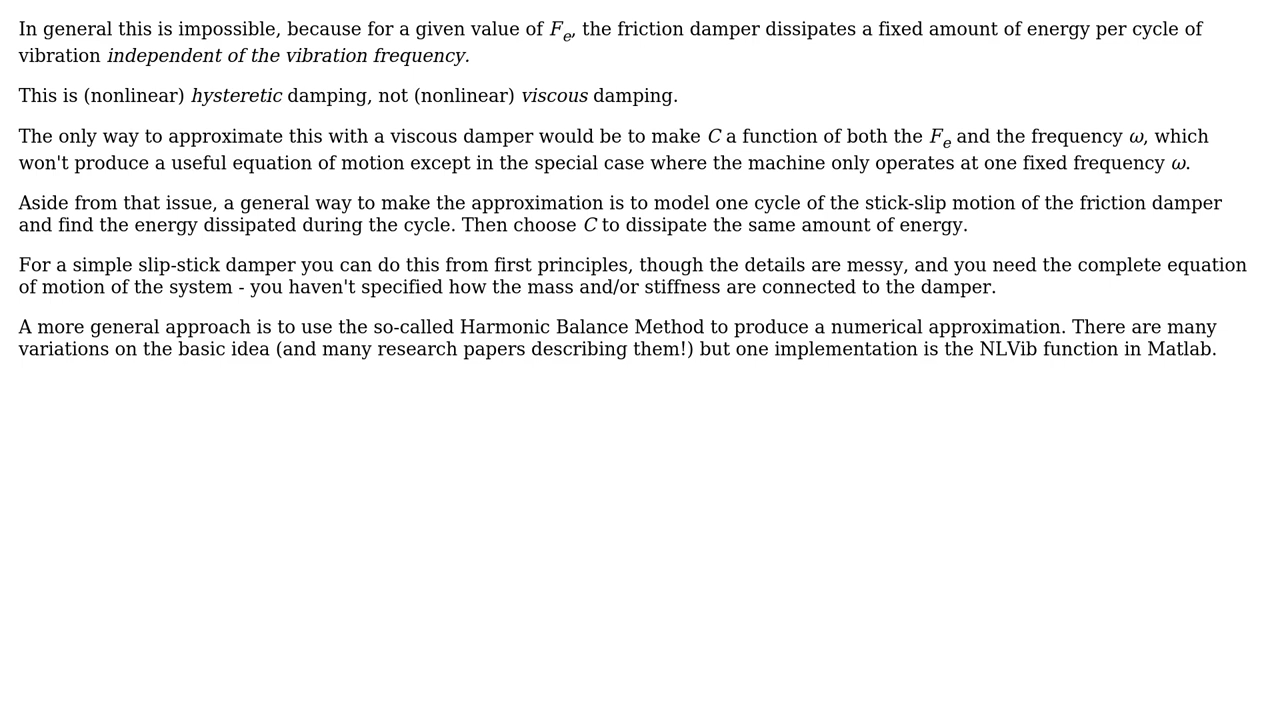 In general this is impossible, because for a given value of Fe, the friction damper dissipates a fixed amount of energy per cycle of
vibration independent of the vibration frequency.
This is (nonlinear) hysteretic damping, not (nonlinear) viscous damping.
The only way to approximate this with a viscous damper would be to make C a function of both the Fe and the frequency ω, which
won't produce a useful equation of motion except in the special case where the machine only operates at one fixed frequency ω.
Aside from that issue, a general way to make the approximation is to model one cycle of the stick-slip motion of the friction damper
and find the energy dissipated during the cycle. Then choose C to dissipate the same amount of energy.
For a simple slip-stick damper you can do this from first principles, though the details are messy, and you need the complete equation
of motion of the system - you haven't specified how the mass and/or stiffness are connected to the damper.
A more general approach is to use the so-called Harmonic Balance Method to produce a numerical approximation. There are many
variations on the basic idea (and many research papers describing them!) but one implementation is the NLVib function in Matlab.